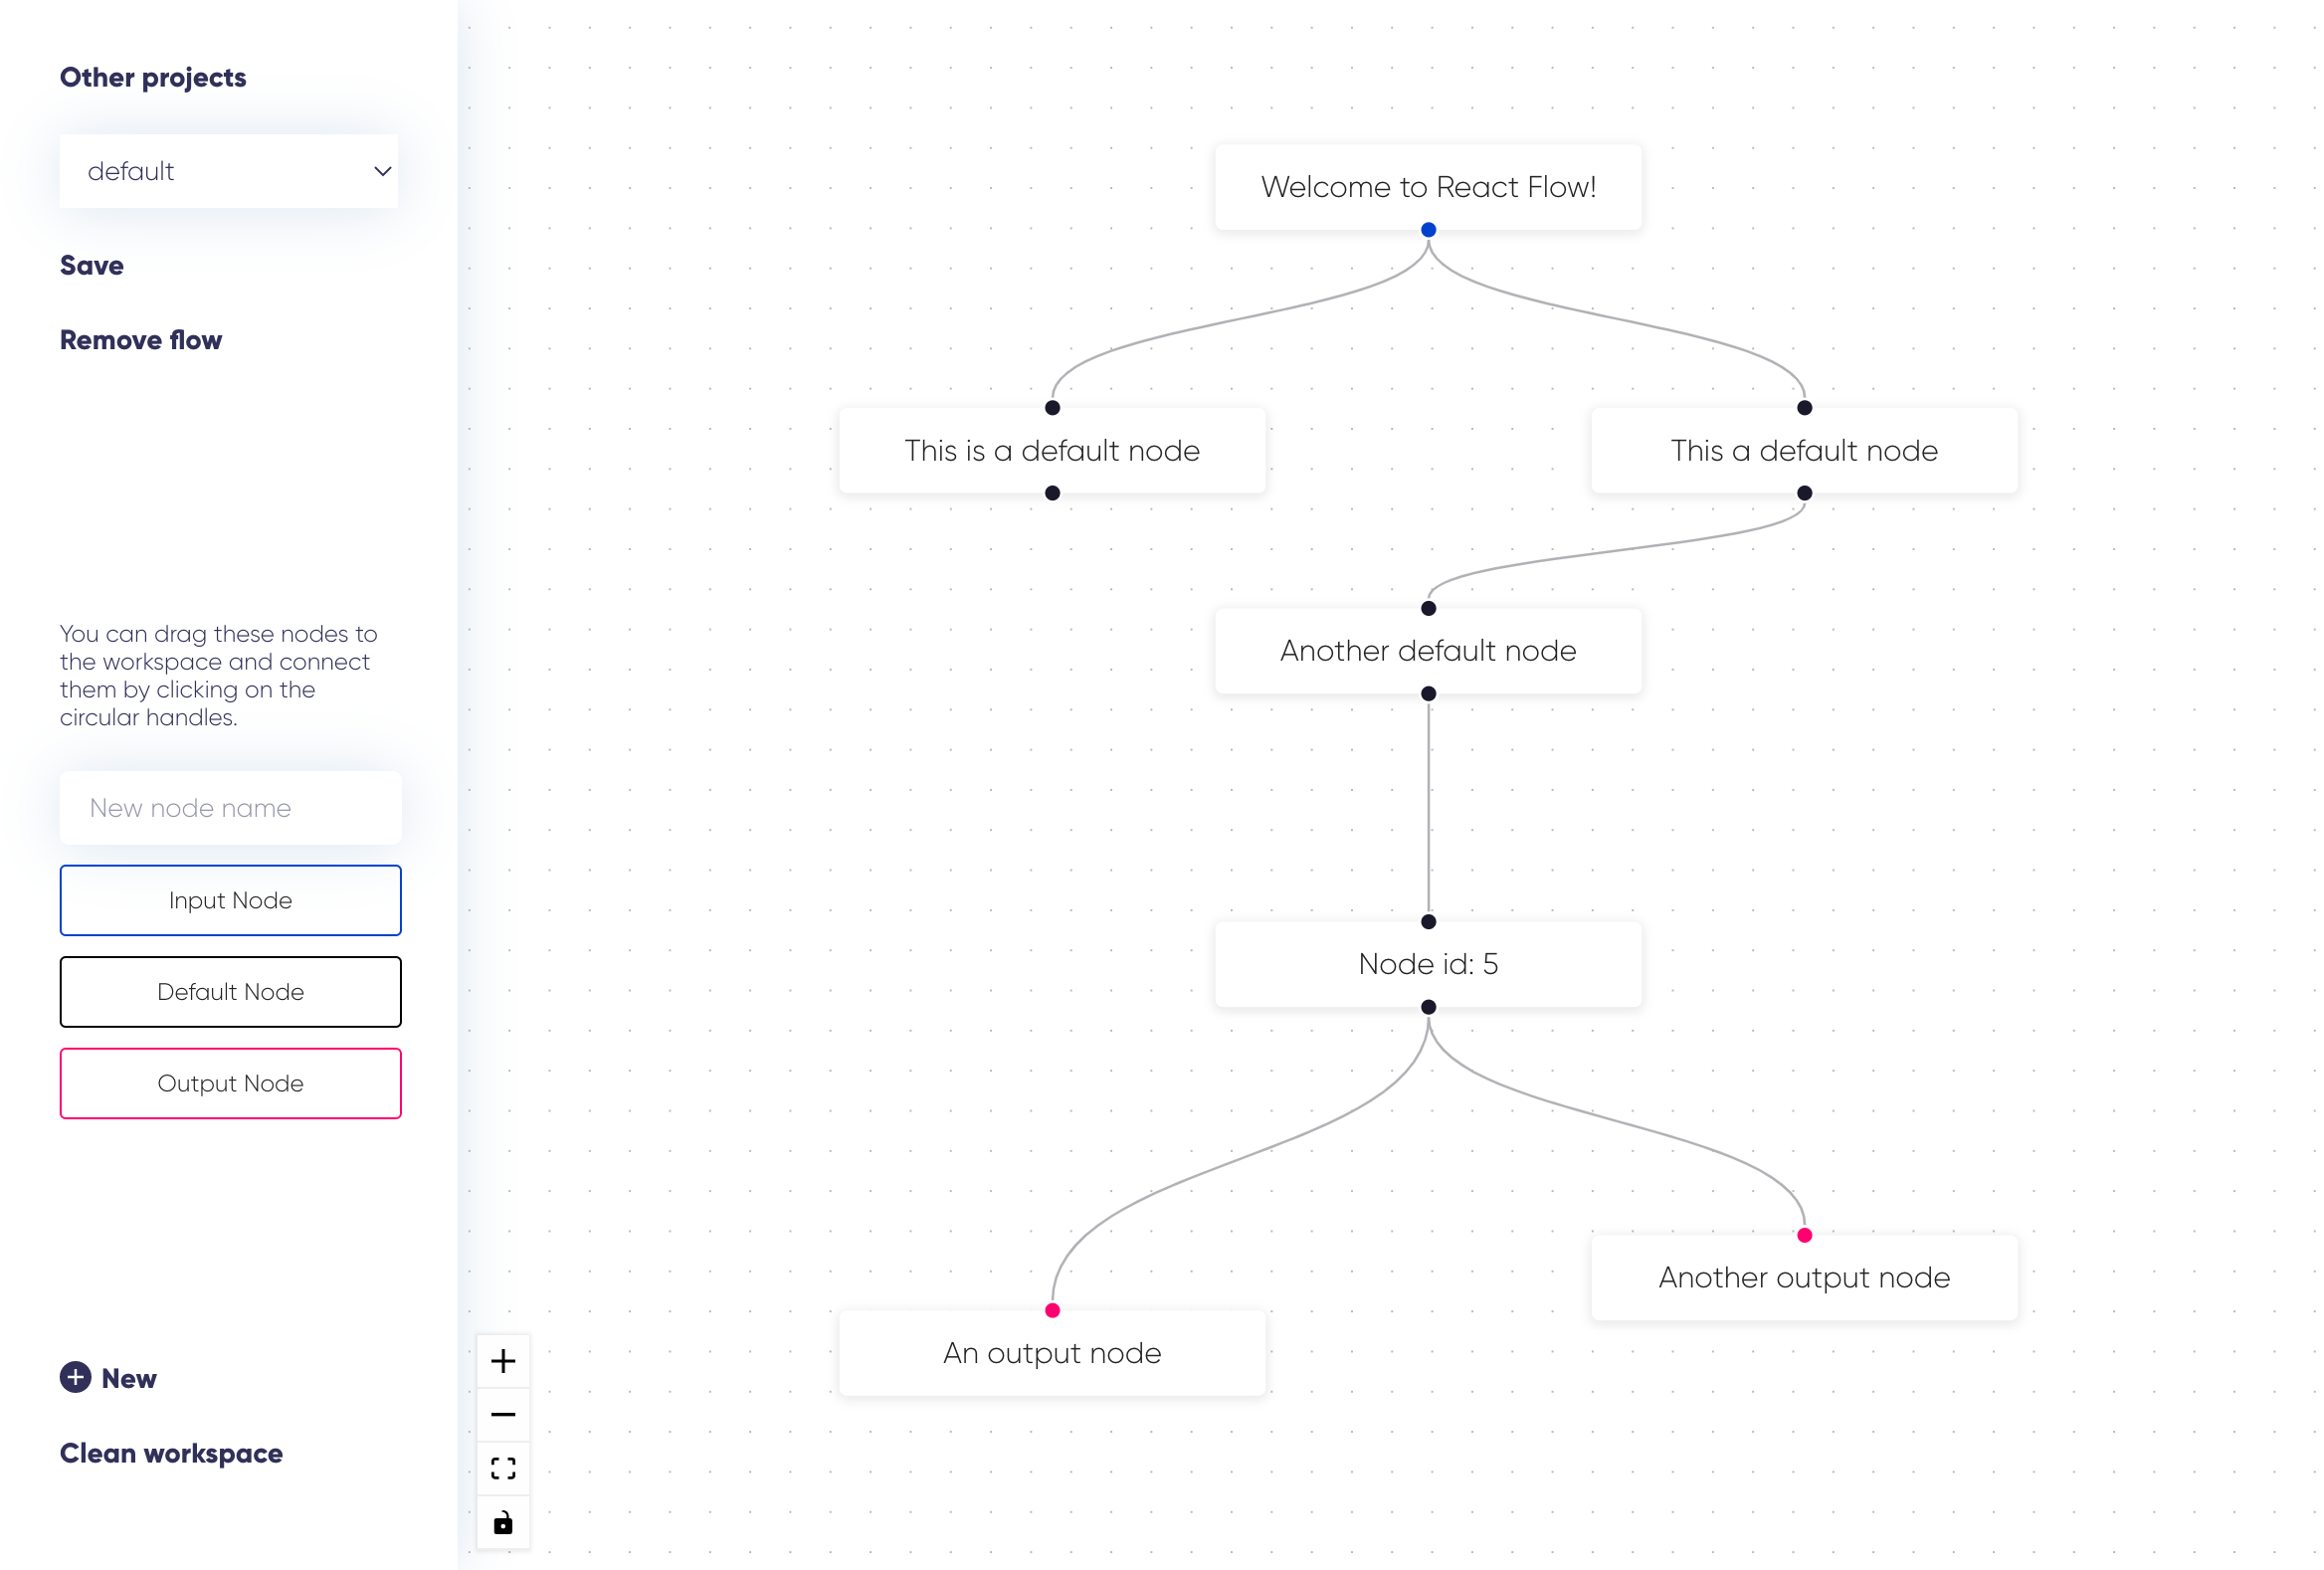 Other projects
default
Save
Remove flow
You can drag these nodes to
the workspace and connect
them by clicking on the
circular handles.
New node name
Input Node
Default Node
Output Node
New
Clean workspace
Welcome to React Flow!
This is a default node
This a default node
Another default node
Node id: 5
Another output node
An output node